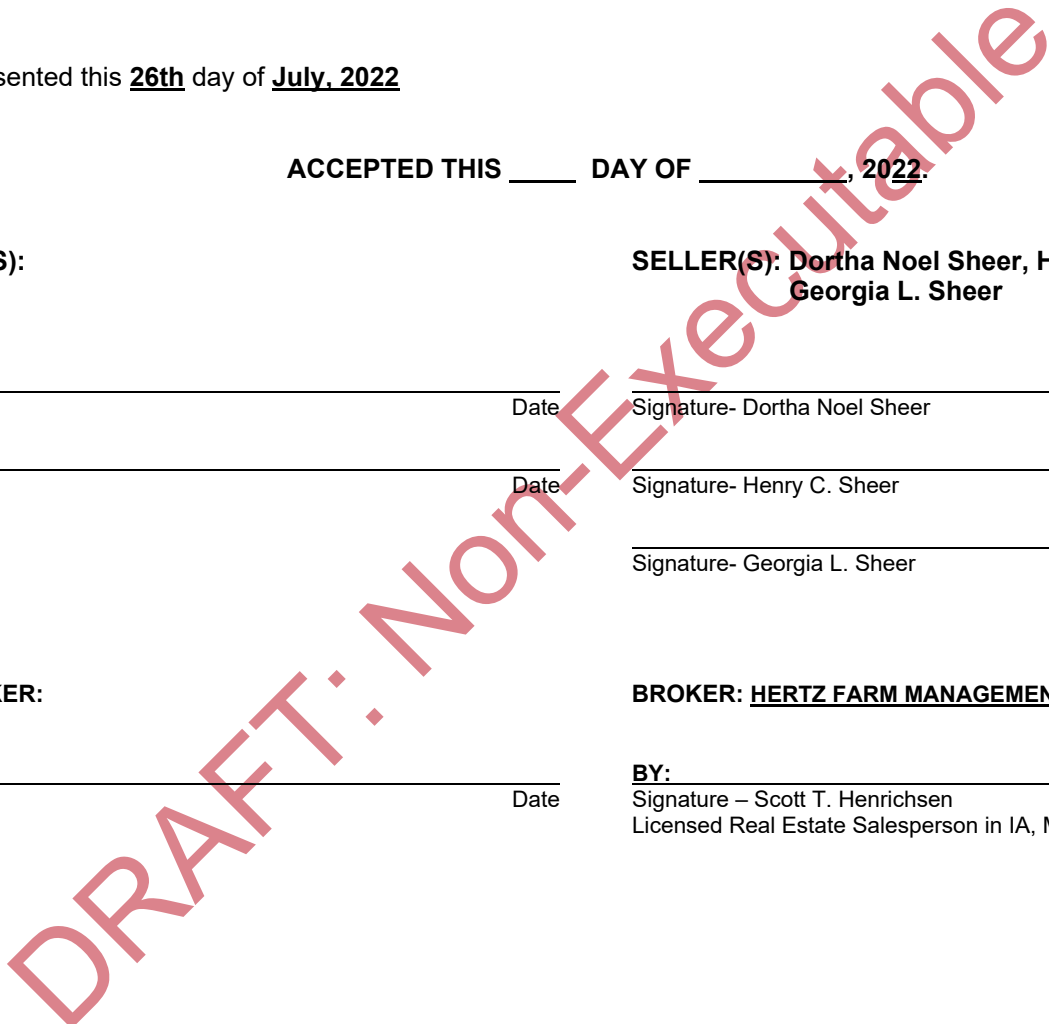 sented this 26th day of July, 2022
ACCEPTED THIS _____ DAY OF ___________, 2022.
S):
SELLER(S): Dortha Noel Sheer, H
Georgia L. Sheer
Date
Signature- Dortha Noel Sheer
Date
Signature- Henry C. Sheer
Signature- Georgia L. Sheer
KER:
BROKER: HERTZ FARM MANAGEMEN
BY:
Date
Signature – Scott T. Henrichsen
Licensed Real Estate Salesperson in IA, M
DRAFT: Non-Executable